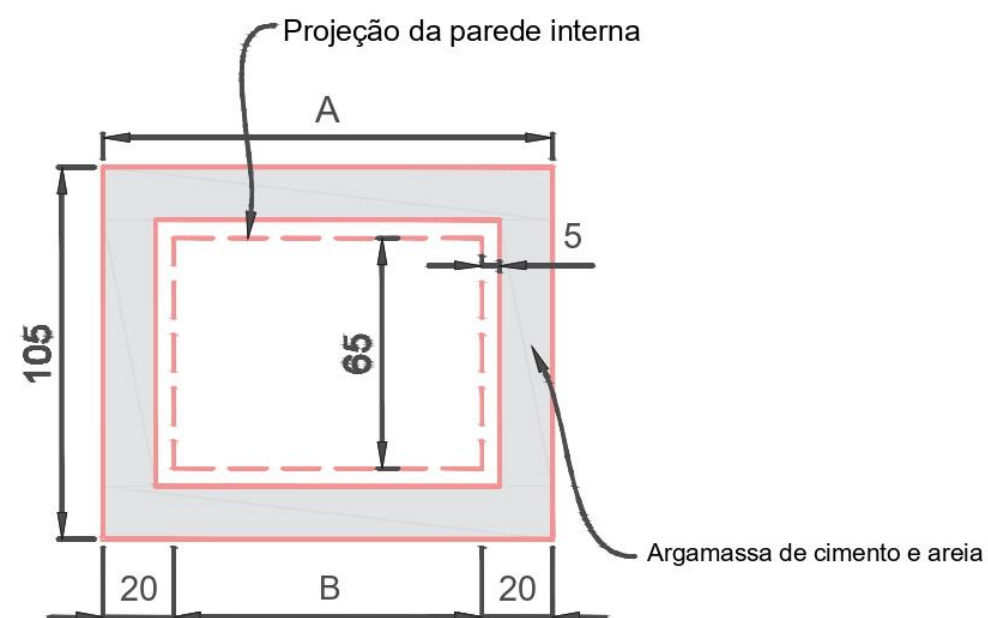 Projeção da parede interna
A
5
105
65
Argamassa de cimento e areia
20
B
20